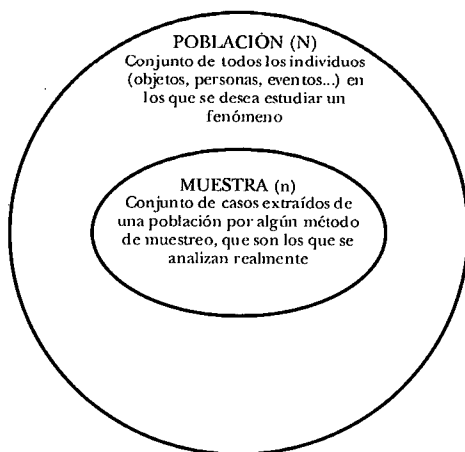 POBLACIÓN (N)
Conjunto de todos los individuos
(objetos, personas, eventos...) en
los que se desea estudiar un
fenómeno
MUESTRA (n)
Conjunto de casos extraídos de
una población por algún método
de muestreo, que son los que se
analizan realmente